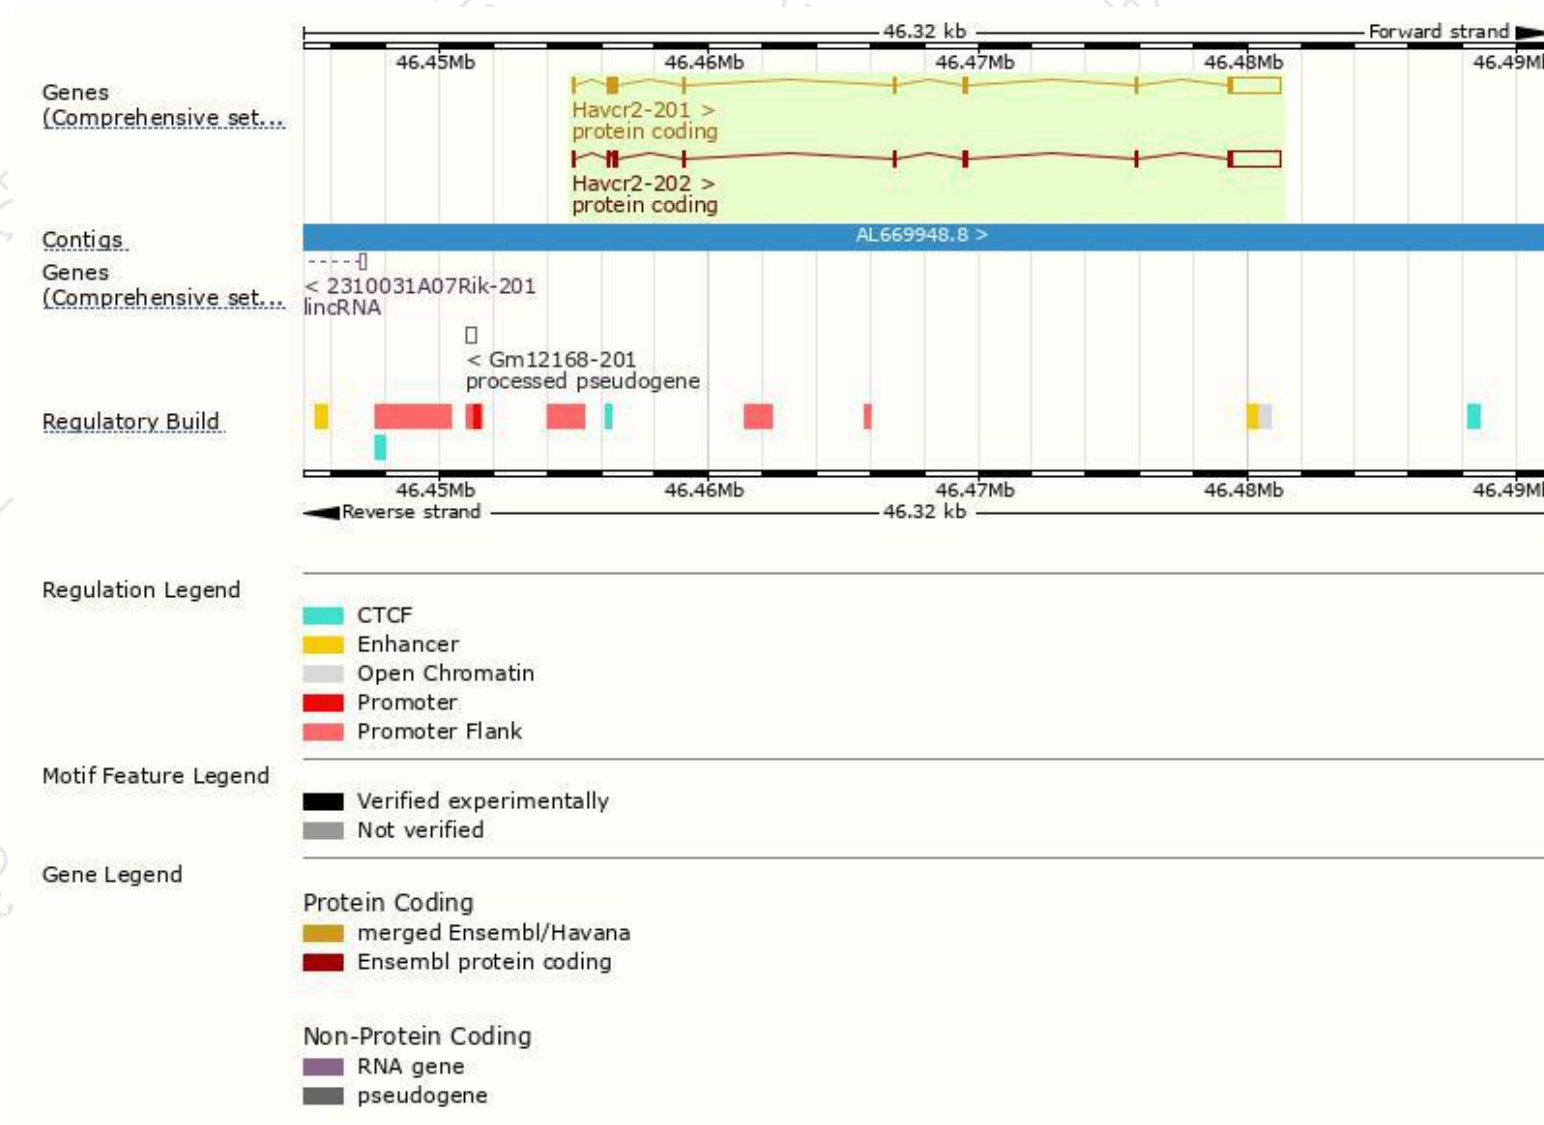 46.32 kb
Forward strand
46.45Mb 46.46Mb 46.47Mb 46.48Mb 46.49M
Genes
(Comprehensive set...
Havcr2-201 >
protein coding
Havcr2-202 >
protein coding
Contigs
AL669948.8 >
Genes
(Comprehensive set...
< 2310031A07Rik-201
lincRNA
< Gm12168-201
processed pseudogene
Regulatory Build
46.45Mb 46.46Mb 46.47Mb 46.48Mb 46.49M
Reverse strand
46.32 kb
Regulation Legend
CTCF
Enhancer
Open Chromatin
Promoter
Promoter Flank
Motif Feature Legend
Verified experimentally
Not verified
Gene Legend
Protein Coding
merged Ensembl/Havana
Ensembl protein coding
Non-Protein Coding
RNA gene
pseudogene